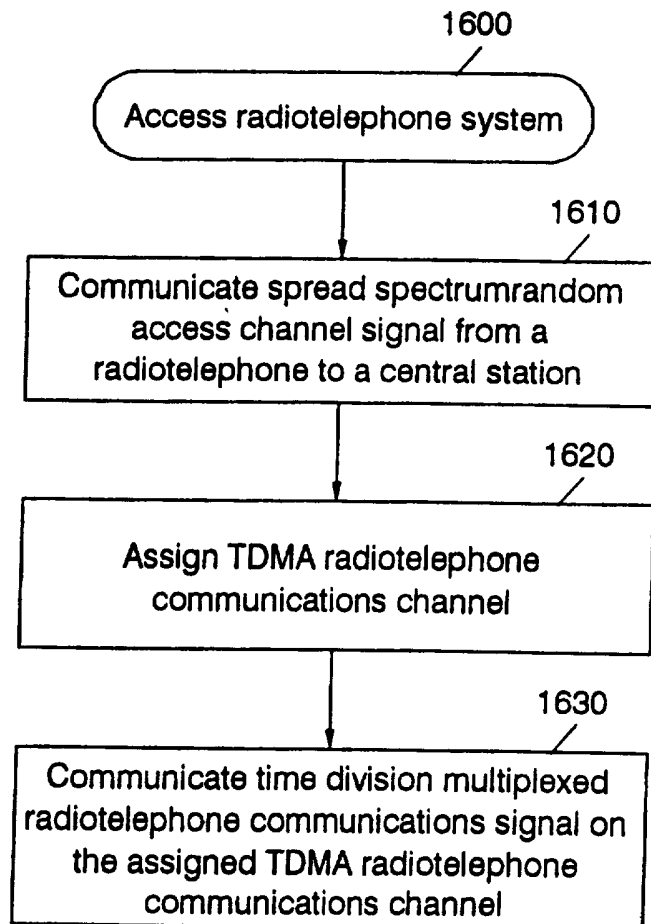 1600
Access radiotelephone system
1610
Communicate spread spectrumrandom
access channel signal from a
radiotelephone to a central station
1620
Assign TDMA radiotelephone
communications channel
1630
Communicate time division multiplexed
radiotelephone communications signal on
the assigned TDMA radiotelephone
communications channel